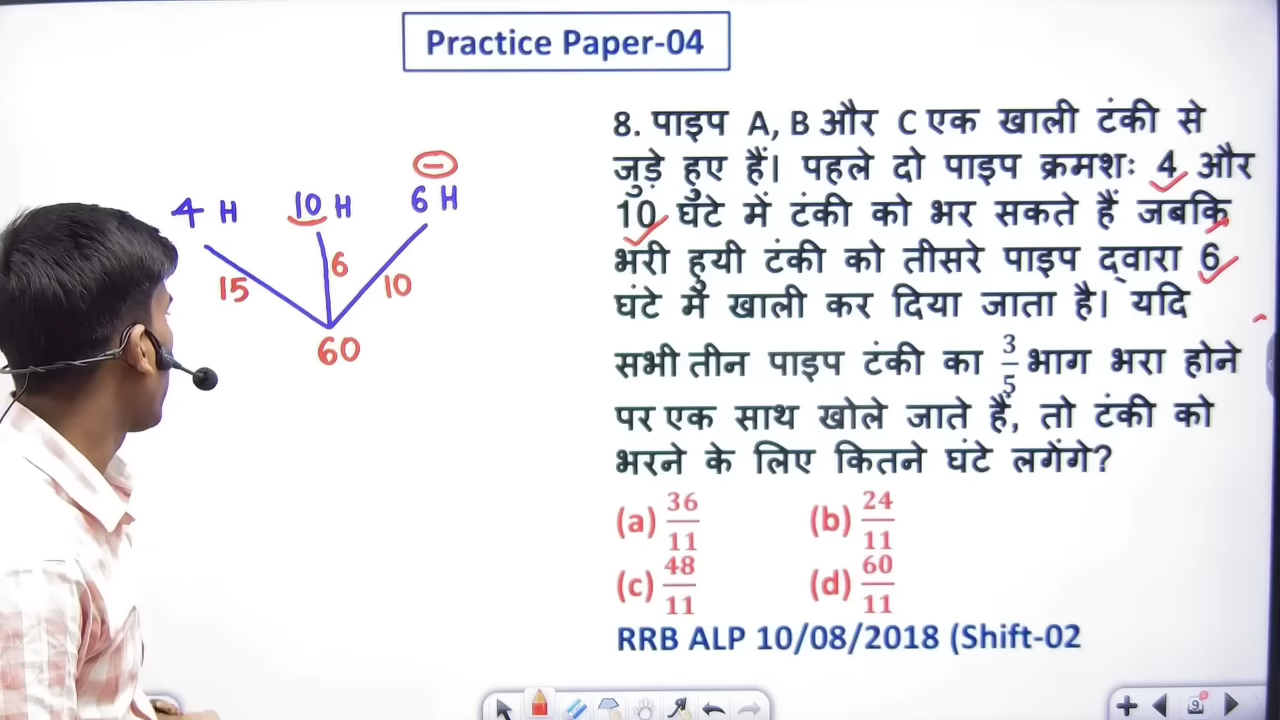 Practice Paper-04
4 H 10 H 6 H
−
15 6 10
60
8. पाइप A, B और C एक खाली टंकी से
जुड़े हुए हैं। पहले दो पाइप क्रमशः 4 और
10 घंटे में टंकी को भर सकते हैं जबकि
भरी हुयी टंकी को तीसरे पाइप द्वारा 6
घंटे में खाली कर दिया जाता है। यदि
सभी तीन पाइप टंकी का 3/5 भाग भरा होने
पर एक साथ खोले जाते हैं, तो टंकी को
भरने के लिए कितने घंटे लगेंगे?
(a) 36/11 (b) 24/11
(c) 48/11 (d) 60/11
RRB ALP 10/08/2018 (Shift-02
9